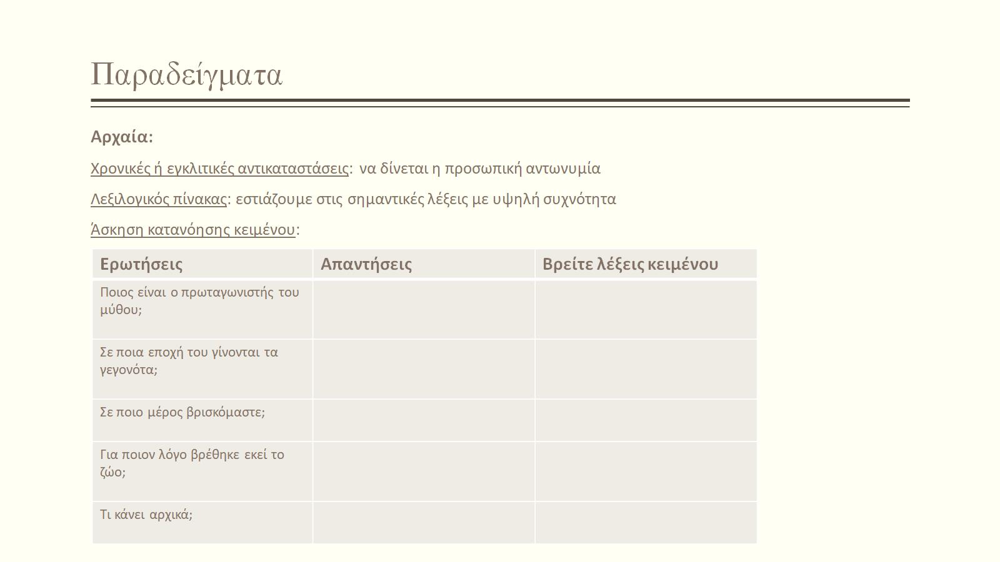 Παραδείγματα
Αρχαία:
Χρονικές ή εγκλιτικές αντικαταστάσεις: να δίνεται η προσωπική αντωνυμία
Λεξιλογικός πίνακας: εστιάζουμε στις σημαντικές λέξεις με υψηλή συχνότητα
Άσκηση κατανόησης κειμένου:
Ερωτήσεις Απαντήσεις Βρείτε λέξεις κειμένου
Ποιος είναι ο πρωταγωνιστής του
μύθου;
Σε ποια εποχή του γίνονται τα
γεγονότα;
Σε ποιο μέρος βρισκόμαστε;
Για ποιον λόγο βρέθηκε εκεί το
ζώο;
Τι κάνει αρχικά;